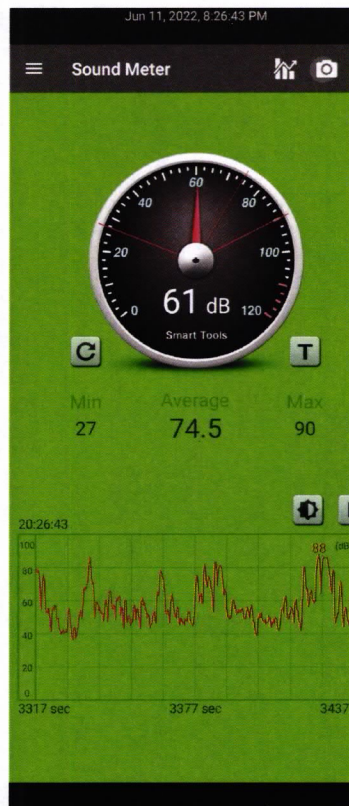 Jun 11, 2022, 8:26:43 PM
Sound Meter
0 20 40 60 80 100 120
61 dB
Smart Tools
C T
Min Average Max
27 74.5 90
20:26:43
88 (dB
100
80
60
40
20
0
3317 sec 3377 sec 3437